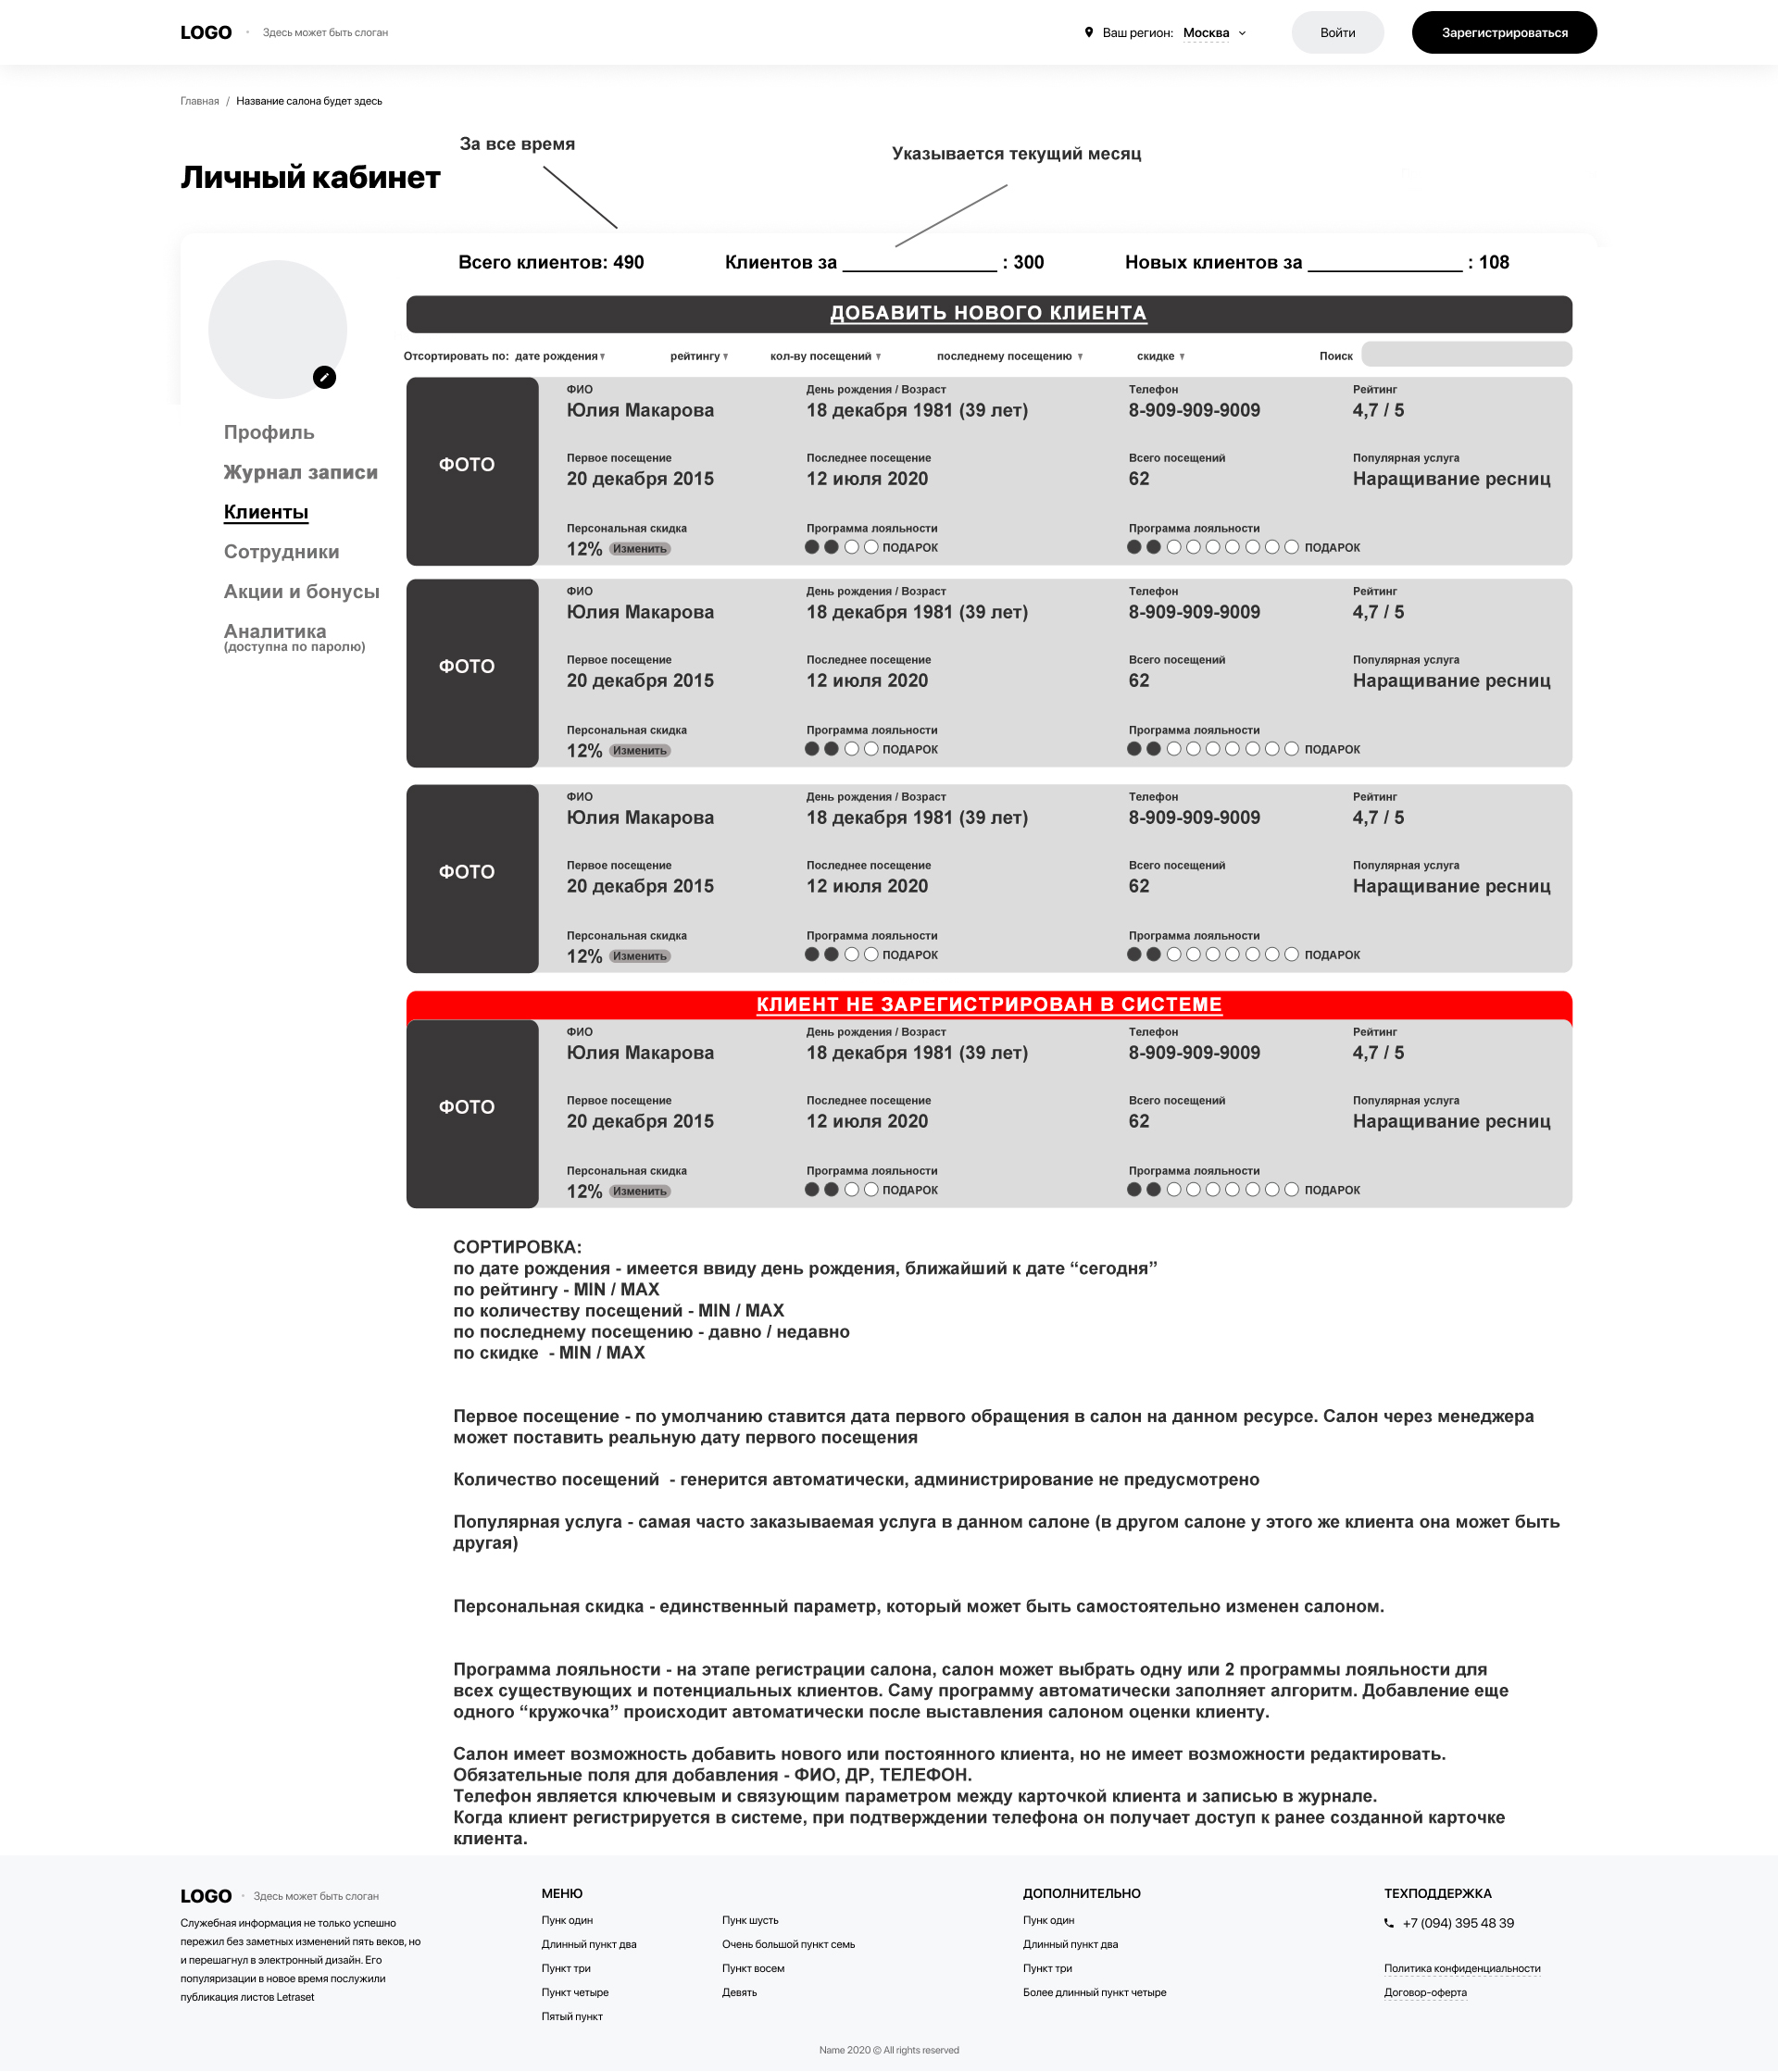 LOGO • Здесь может быть слоган Ваш регион: Москва Войти Зарегистрироваться
Главная / Название салона будет здесь
За все время
Указывается текущий месяц
Личный кабинет
Всего клиентов: 490 Клиентов за ______________ : 300 Новых клиентов за ______________ : 108
ДОБАВИТЬ НОВОГО КЛИЕНТА
Отсортировать по: дате рождения рейтингу кол-ву посещений последнему посещению скидке Поиск
Профиль
Журнал записи
Клиенты
Сотрудники
Акции и бонусы
Аналитика
(доступна по паролю)
ФОТО
ФИО День рождения / Возраст Телефон Рейтинг
Юлия Макарова 18 декабря 1981 (39 лет) 8-909-909-9009 4,7 / 5
Первое посещение Последнее посещение Всего посещений Популярная услуга
20 декабря 2015 12 июля 2020 62 Наращивание ресниц
Персональная скидка Программа лояльности Программа лояльности
12% Изменить ПОДАРОК ПОДАРОК
ФОТО
ФИО День рождения / Возраст Телефон Рейтинг
Юлия Макарова 18 декабря 1981 (39 лет) 8-909-909-9009 4,7 / 5
Первое посещение Последнее посещение Всего посещений Популярная услуга
20 декабря 2015 12 июля 2020 62 Наращивание ресниц
Персональная скидка Программа лояльности Программа лояльности
12% Изменить ПОДАРОК ПОДАРОК
ФОТО
ФИО День рождения / Возраст Телефон Рейтинг
Юлия Макарова 18 декабря 1981 (39 лет) 8-909-909-9009 4,7 / 5
Первое посещение Последнее посещение Всего посещений Популярная услуга
20 декабря 2015 12 июля 2020 62 Наращивание ресниц
Персональная скидка Программа лояльности Программа лояльности
12% Изменить ПОДАРОК ПОДАРОК
КЛИЕНТ НЕ ЗАРЕГИСТРИРОВАН В СИСТЕМЕ
ФОТО
ФИО День рождения / Возраст Телефон Рейтинг
Юлия Макарова 18 декабря 1981 (39 лет) 8-909-909-9009 4,7 / 5
Первое посещение Последнее посещение Всего посещений Популярная услуга
20 декабря 2015 12 июля 2020 62 Наращивание ресниц
Персональная скидка Программа лояльности Программа лояльности
12% Изменить ПОДАРОК ПОДАРОК
СОРТИРОВКА:
по дате рождения - имеется ввиду день рождения, ближайший к дате “сегодня”
по рейтингу - MIN / MAX
по количеству посещений - MIN / MAX
по последнему посещению - давно / недавно
по скидке - MIN / MAX
Первое посещение - по умолчанию ставится дата первого обращения в салон на данном ресурсе. Салон через менеджера
может поставить реальную дату первого посещения
Количество посещений - генерится автоматически, администрирование не предусмотрено
Популярная услуга - самая часто заказываемая услуга в данном салоне (в другом салоне у этого же клиента она может быть
другая)
Персональная скидка - единственный параметр, который может быть самостоятельно изменен салоном.
Программа лояльности - на этапе регистрации салона, салон может выбрать одну или 2 программы лояльности для
всех существующих и потенциальных клиентов. Саму программу автоматически заполняет алгоритм. Добавление еще
одного “кружочка” происходит автоматически после выставления салоном оценки клиенту.
Салон имеет возможность добавить нового или постоянного клиента, но не имеет возможности редактировать.
Обязательные поля для добавления - ФИО, ДР, ТЕЛЕФОН.
Телефон является ключевым и связующим параметром между карточкой клиента и записью в журнале.
Когда клиент регистрируется в системе, при подтверждении телефона он получает доступ к ранее созданной карточке
клиента.
LOGO • Здесь может быть слоган
Служебная информация не только успешно
пережил без заметных изменений пять веков, но
и перешагнул в электронный дизайн. Его
популяризации в новое время послужили
публикация листов Letraset
МЕНЮ
Пунк один
Длинный пункт два
Пункт три
Пункт четыре
Пятый пункт
Пунк шусть
Очень большой пункт семь
Пункт восем
Девять
ДОПОЛНИТЕЛЬНО
Пунк один
Длинный пункт два
Пункт три
Более длинный пункт четыре
ТЕХПОДДЕРЖКА
+7 (094) 395 48 39
Политика конфиденциальности
Договор-оферта
Name 2020 © All rights reserved